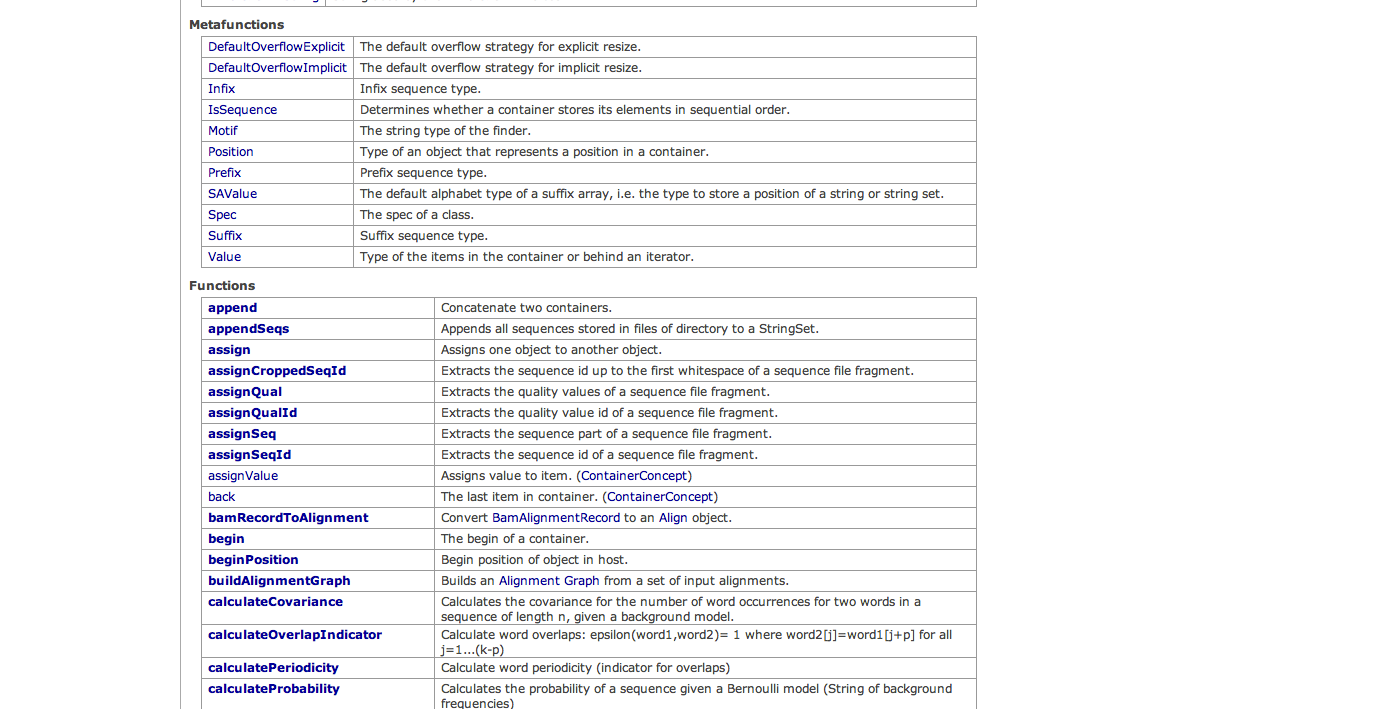 Metafunctions
DefaultOverflowExplicit The default overflow strategy for explicit resize.
DefaultOverflowImplicit The default overflow strategy for implicit resize.
Infix Infix sequence type.
IsSequence Determines whether a container stores its elements in sequential order.
Motif The string type of the finder.
Position Type of an object that represents a position in a container.
Prefix Prefix sequence type.
SAValue The default alphabet type of a suffix array, i.e. the type to store a position of a string or string set.
Spec The spec of a class.
Suffix Suffix sequence type.
Value Type of the items in the container or behind an iterator.
Functions
append Concatenate two containers.
appendSeqs Appends all sequences stored in files of directory to a StringSet.
assign Assigns one object to another object.
assignCroppedSeqId Extracts the sequence id up to the first whitespace of a sequence file fragment.
assignQual Extracts the quality values of a sequence file fragment.
assignQualId Extracts the quality value id of a sequence file fragment.
assignSeq Extracts the sequence part of a sequence file fragment.
assignSeqId Extracts the sequence id of a sequence file fragment.
assignValue Assigns value to item. (ContainerConcept)
back The last item in container. (ContainerConcept)
bamRecordToAlignment Convert BamAlignmentRecord to an Align object.
begin The begin of a container.
beginPosition Begin position of object in host.
buildAlignmentGraph Builds an Alignment Graph from a set of input alignments.
calculateCovariance Calculates the covariance for the number of word occurrences for two words in a
sequence of length n, given a background model.
calculateOverlapIndicator Calculate word overlaps: epsilon(word1,word2)= 1 where word2[j]=word1[j+p] for all
j=1...(k-p)
calculatePeriodicity Calculate word periodicity (indicator for overlaps)
calculateProbability Calculates the probability of a sequence given a Bernoulli model (String of background
frequencies)